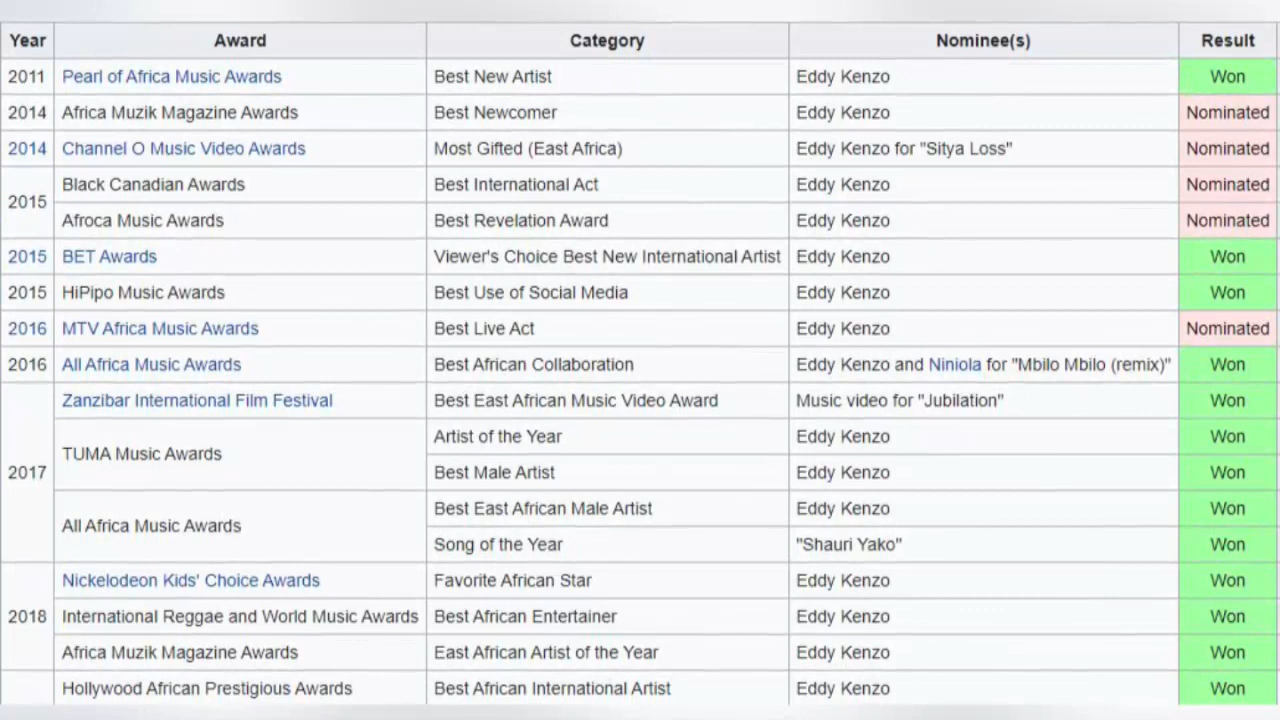 Year Award Category Nominee(s) Result
2011 Pearl of Africa Music Awards Best New Artist Eddy Kenzo Won
2014 Africa Muzik Magazine Awards Best Newcomer Eddy Kenzo Nominated
2014 Channel O Music Video Awards Most Gifted (East Africa) Eddy Kenzo for "Sitya Loss" Nominated
2015 Black Canadian Awards Best International Act Eddy Kenzo Nominated
Afroca Music Awards Best Revelation Award Eddy Kenzo Nominated
2015 BET Awards Viewer's Choice Best New International Artist Eddy Kenzo Won
2015 HiPipo Music Awards Best Use of Social Media Eddy Kenzo Won
2016 MTV Africa Music Awards Best Live Act Eddy Kenzo Nominated
2016 All Africa Music Awards Best African Collaboration Eddy Kenzo and Niniola for "Mbilo Mbilo (remix)" Won
2017 Zanzibar International Film Festival Best East African Music Video Award Music video for "Jubilation" Won
TUMA Music Awards Artist of the Year Eddy Kenzo Won
Best Male Artist Eddy Kenzo Won
All Africa Music Awards Best East African Male Artist Eddy Kenzo Won
Song of the Year "Shauri Yako" Won
2018 Nickelodeon Kids' Choice Awards Favorite African Star Eddy Kenzo Won
International Reggae and World Music Awards Best African Entertainer Eddy Kenzo Won
Africa Muzik Magazine Awards East African Artist of the Year Eddy Kenzo Won
Hollywood African Prestigious Awards Best African International Artist Eddy Kenzo Won